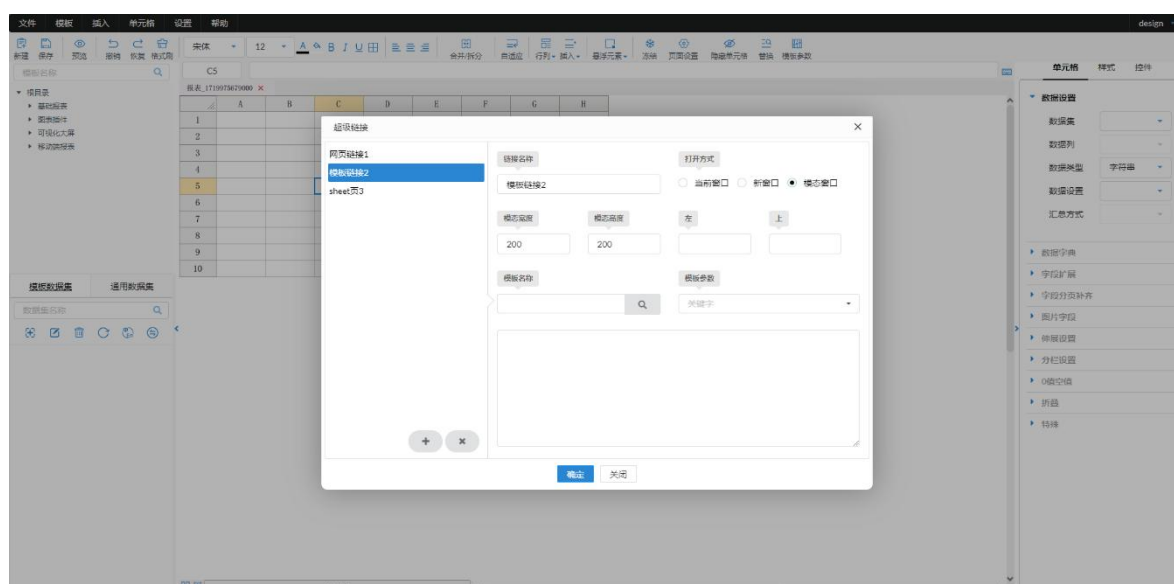 文件 模板 插入 单元格 设置 帮助 design
新建 保存 预览 撤销 恢复 格式刷 宋体 12 A B I U 合并/拆分 自适应 行列 插入 悬浮元素 冻结 页面设置 隐藏单元格 替换 模板参数
模板名称 C5 单元格 样式 控件
报表_1719975679000
根目录
基础报表
图表插件
可视化大屏
移动端报表
A B C D E F G H
1
2
3
4
5
6
7
8
9
10
模板数据集 通用数据集
数据集名称
超级链接
网页链接1
模板链接2
sheet页3
链接名称 打开方式
模板链接2 当前窗口 新窗口 模态窗口
模态宽度 模态高度 左 上
200 200
模板名称 模板参数
关键字
确定 关闭
数据设置
数据集
数据列
数据类型 字符串
数据设置
汇总方式
数据字典
字段扩展
字段分页补齐
图片字段
伸展设置
分栏设置
0值空值
折叠
特殊